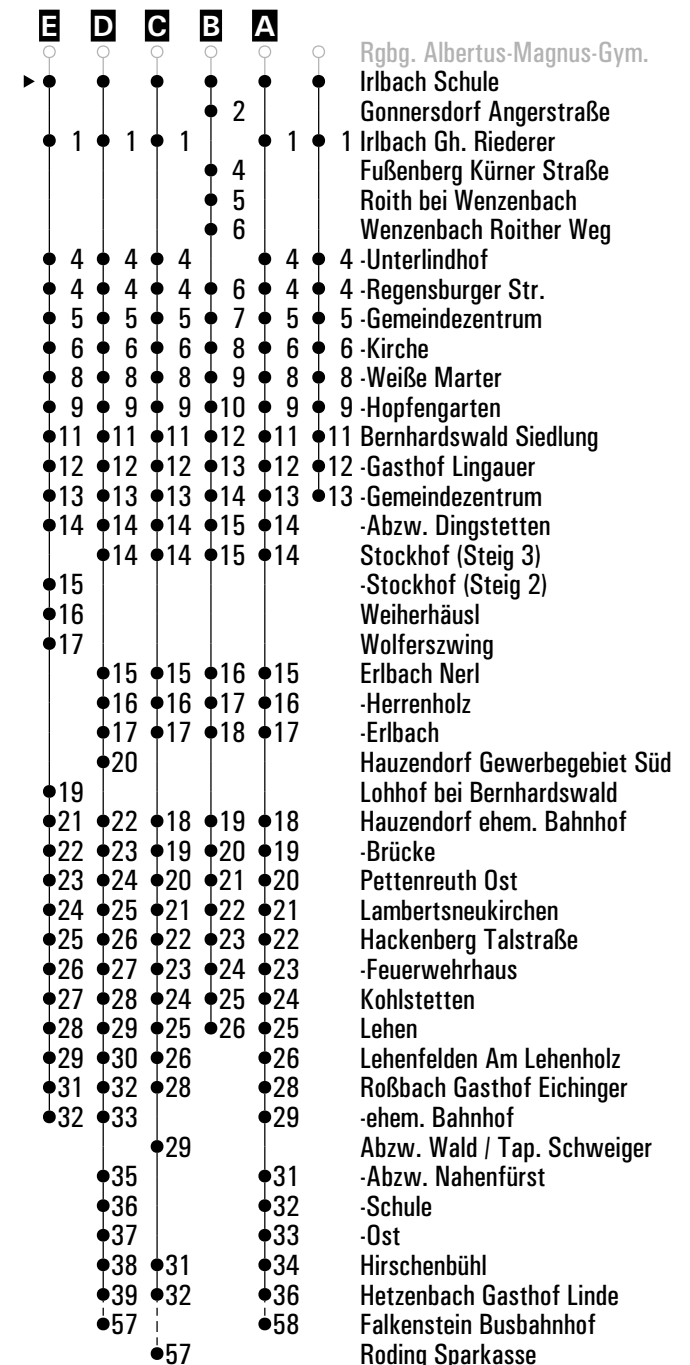 E D C B A
Rgbg. Albertus-Magnus-Gym.
Irlbach Schule
2 Gonnersdorf Angerstraße
1 1 1 1 1 Irlbach Gh. Riederer
4 Fußenberg Kürner Straße
5 Roith bei Wenzenbach
6 Wenzenbach Roither Weg
4 4 4 4 4 -Unterlindhof
4 4 4 6 4 4 -Regensburger Str.
5 5 5 7 5 5 -Gemeindezentrum
6 6 6 8 6 6 -Kirche
8 8 8 9 8 8 -Weiße Marter
9 9 9 10 9 9 -Hopfengarten
11 11 11 12 11 11 Bernhardswald Siedlung
12 12 12 13 12 12 -Gasthof Lingauer
13 13 13 14 13 13 -Gemeindezentrum
14 14 14 15 14 -Abzw. Dingstetten
14 14 15 14 Stockhof (Steig 3)
15 -Stockhof (Steig 2)
16 Weiherhäusl
17 Wolferszwing
15 15 16 15 Erlbach Nerl
16 16 17 16 -Herrenholz
17 17 18 17 -Erlbach
20 Hauzendorf Gewerbegebiet Süd
19 Lohhof bei Bernhardswald
21 22 18 19 18 Hauzendorf ehem. Bahnhof
22 23 19 20 19 -Brücke
23 24 20 21 20 Pettenreuth Ost
24 25 21 22 21 Lambertsneukirchen
25 26 22 23 22 Hackenberg Talstraße
26 27 23 24 23 -Feuerwehrhaus
27 28 24 25 24 Kohlstetten
28 29 25 26 25 Lehen
29 30 26 26 Lehenfelden Am Lehenholz
31 32 28 28 Roßbach Gasthof Eichinger
32 33 29 -ehem. Bahnhof
29 Abzw. Wald / Tap. Schweiger
35 31 -Abzw. Nahenfürst
36 32 -Schule
37 33 -Ost
38 31 34 Hirschenbühl
39 32 36 Hetzenbach Gasthof Linde
57 58 Falkenstein Busbahnhof
57 Roding Sparkasse